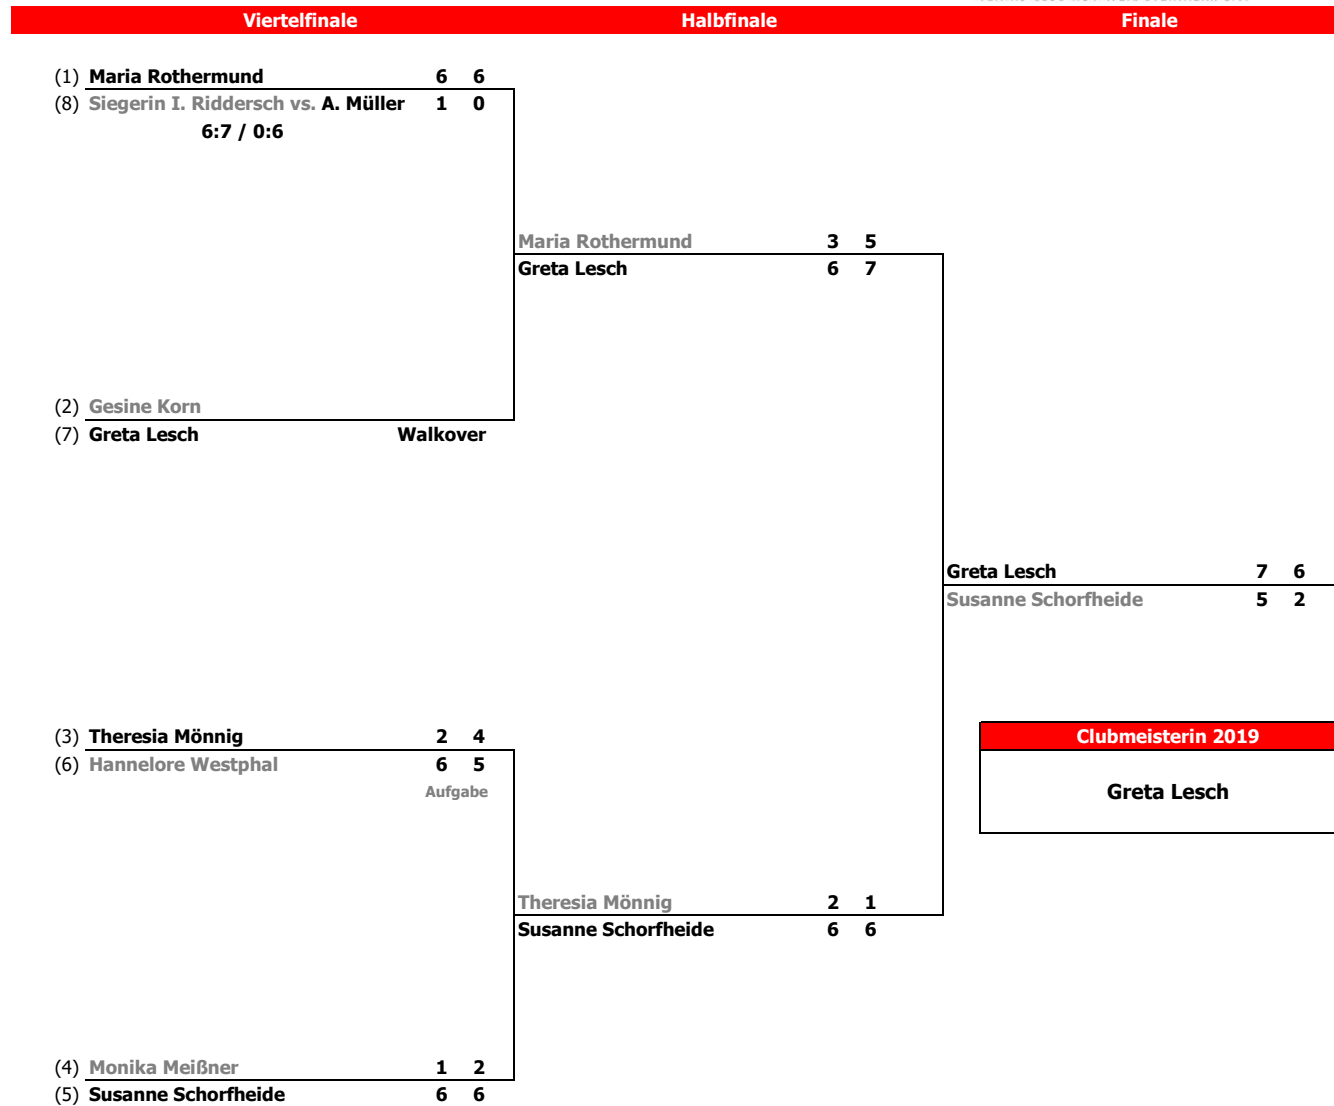 Viertelfinale Halbfinale Finale
(1) Maria Rothermund 6 6
(8) Siegerin I. Riddersch vs. A. Müller 1 0
6:7 / 0:6
Maria Rothermund 3 5
Greta Lesch 6 7
(2) Gesine Korn
(7) Greta Lesch Walkover
Greta Lesch 7 6
Susanne Schorfheide 5 2
(3) Theresia Mönnig 2 4
(6) Hannelore Westphal 6 5
Aufgabe
Clubmeisterin 2019
Greta Lesch
Theresia Mönnig 2 1
Susanne Schorfheide 6 6
(4) Monika Meißner 1 2
(5) Susanne Schorfheide 6 6